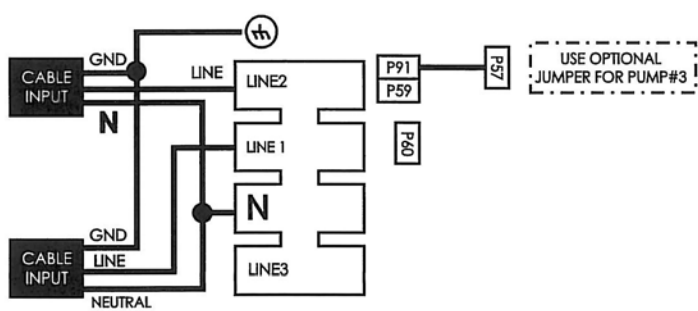 GND
CABLE
INPUT
N
LINE
LINE2
LINE 1
N
LINE3
P91
P59
P57
P60
USE OPTIONAL
JUMPER FOR PUMP#3
GND
CABLE
INPUT
LINE
NEUTRAL